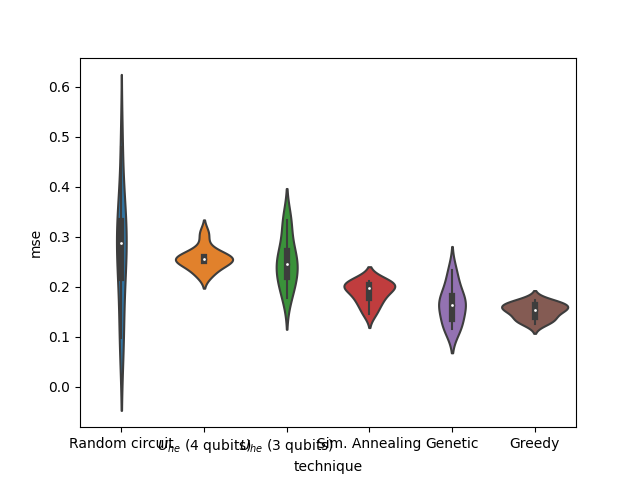 0.6
0.5
0.4
0.3
0.2
0.1
0.0
mse
Random circuit U_he (4 qubits) U_he (3 qubits) Sim. Annealing Genetic Greedy
technique